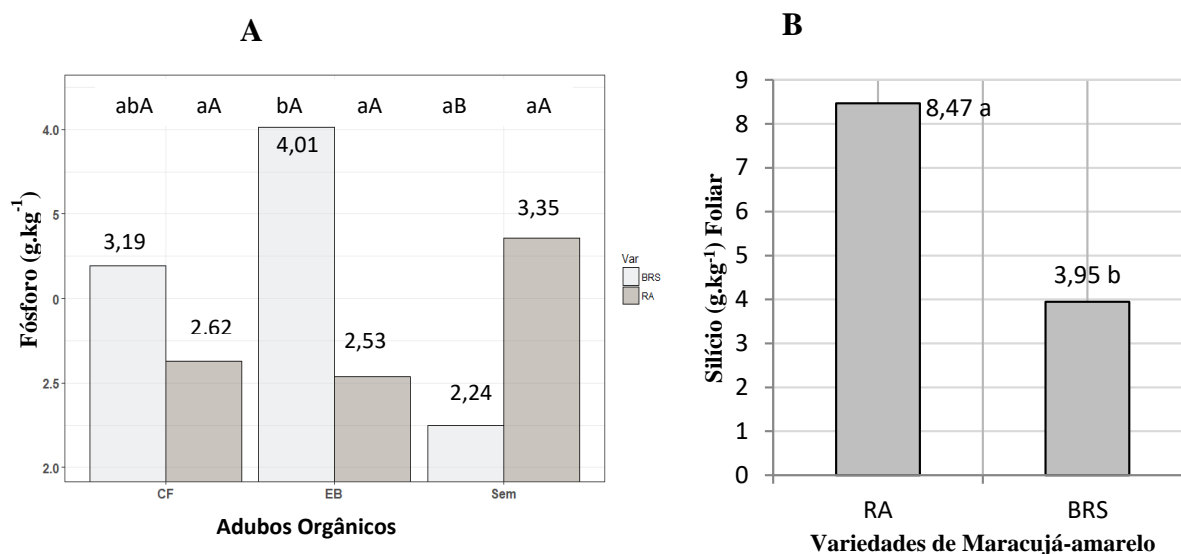 A
abA aA bA aA aB aA
4.0
4,01
5
3,35
3,19
0
2.62
2,53
2.5
2,24
2.0
Fósforo (g.kg⁻¹)
CF EB Sem
Adubos Orgânicos
Var
BRS
RA
B
9
8
7
6
5
4
3
2
1
0
8,47 a
3,95 b
Silício (g.kg⁻¹) Foliar
RA BRS
Variedades de Maracujá-amarelo